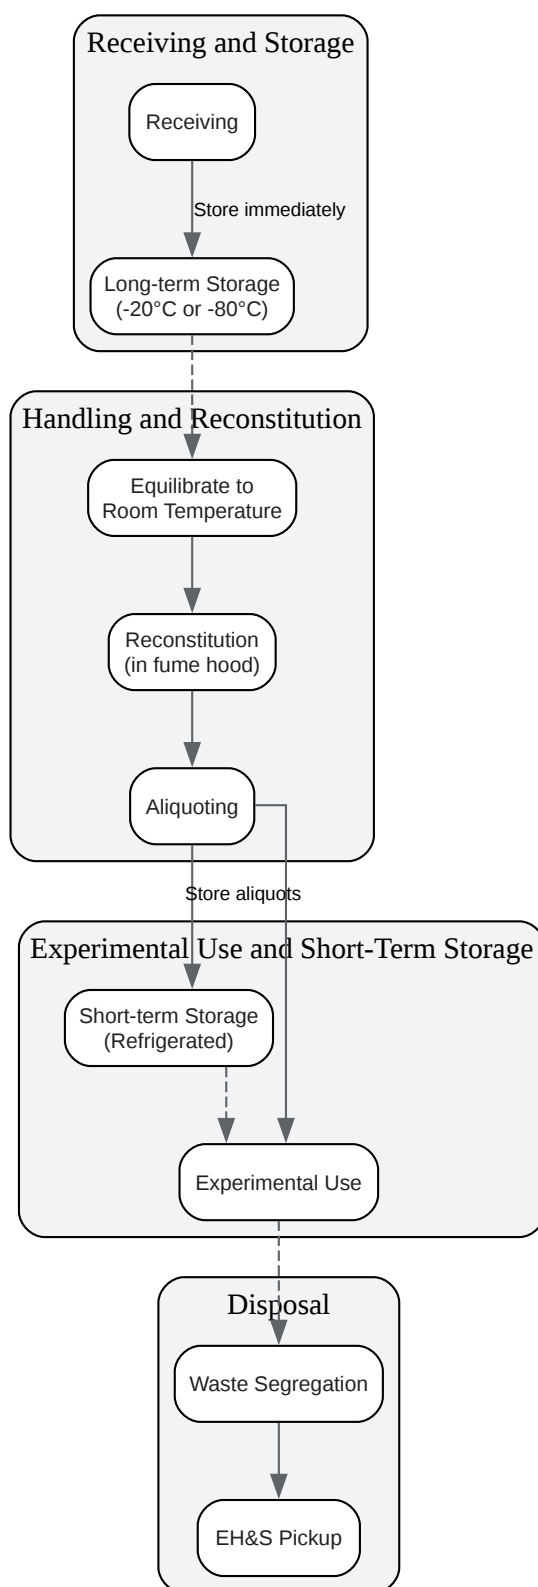 Receiving and Storage
Receiving
Store immediately
Long-term Storage
(-20°C or -80°C)
Handling and Reconstitution
Equilibrate to
Room Temperature
Reconstitution
(in fume hood)
Aliquoting
Store aliquots
Experimental Use and Short-Term Storage
Short-term Storage
(Refrigerated)
Experimental Use
Disposal
Waste Segregation
EH&S Pickup